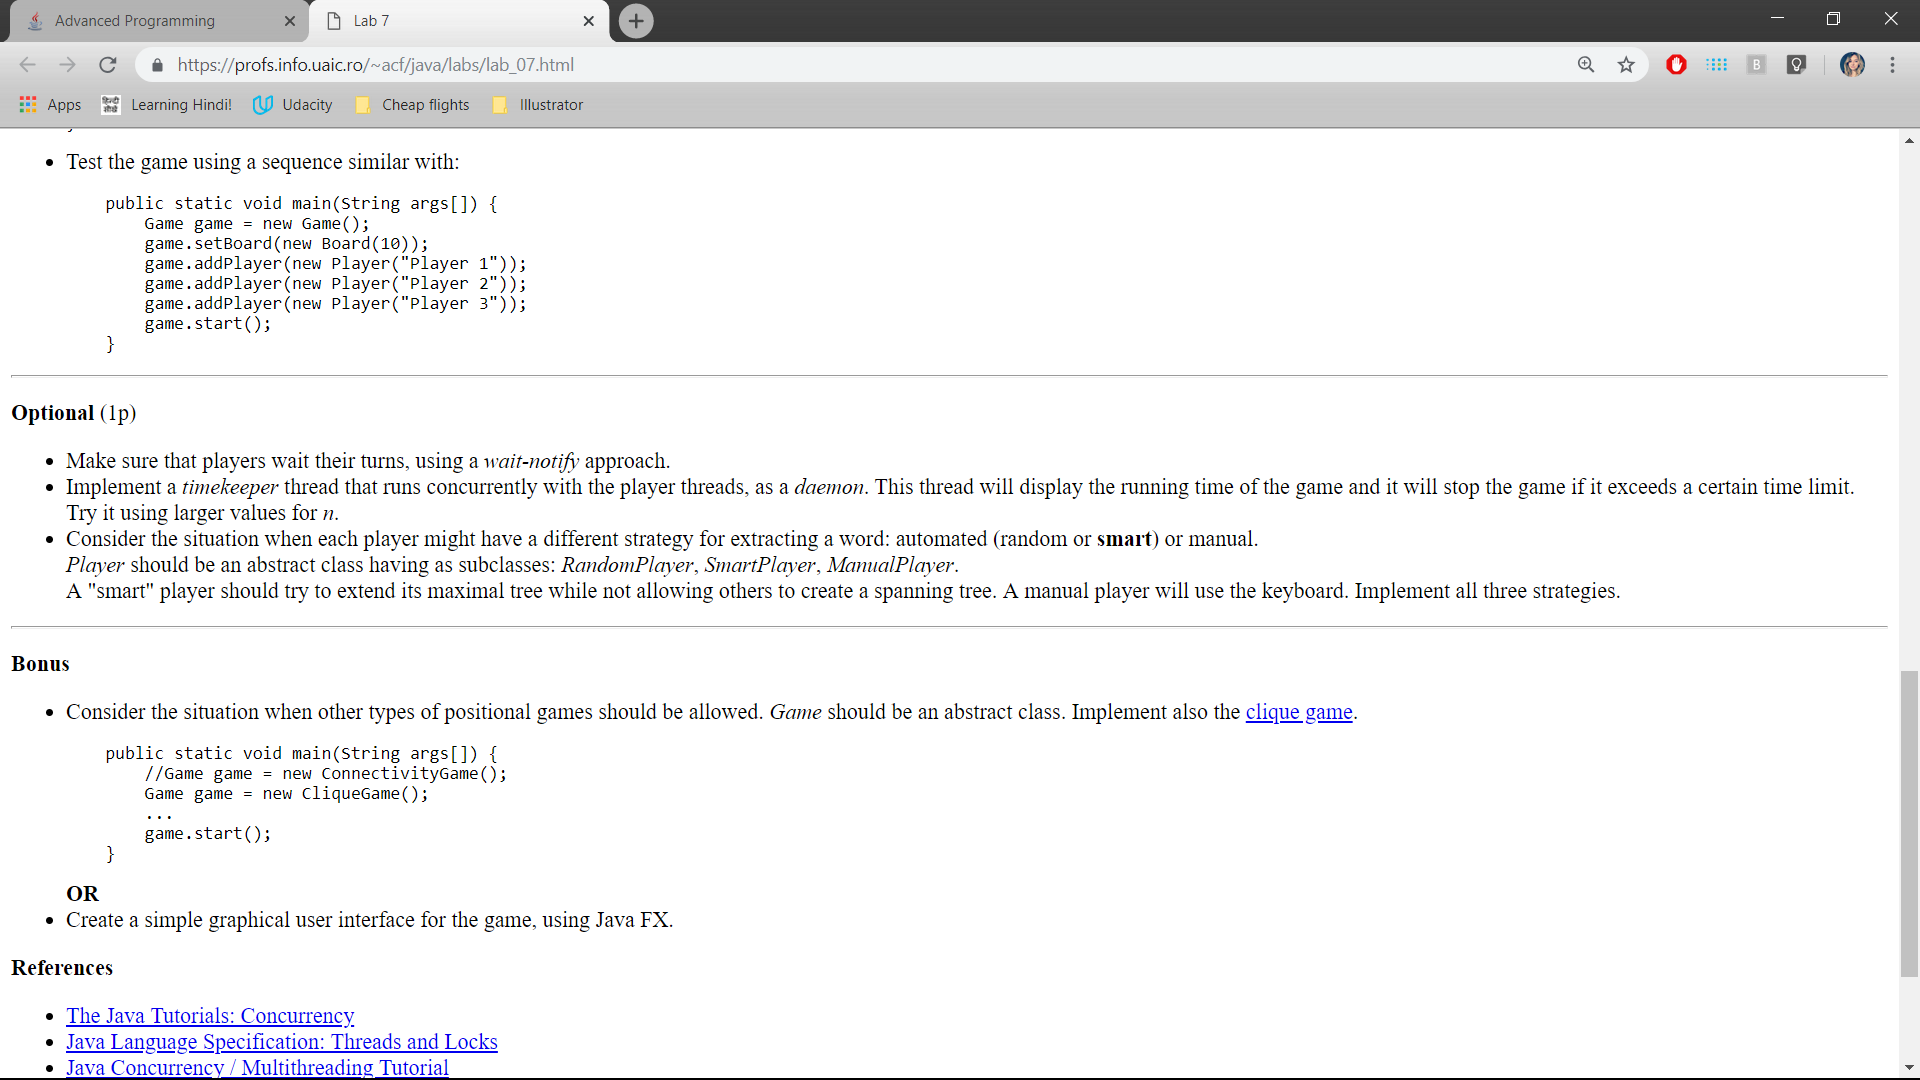 Advanced Programming
Lab 7
https://profs.info.uaic.ro/~acf/java/labs/lab_07.html
B
Apps
Learning Hindi!
Udacity
Cheap flights
Illustrator
• Test the game using a sequence similar with:
public static void main(String args[]) {
Game game = new Game();
game.setBoard(new Board(10));
game.addPlayer(new Player("Player 1"));
game.addPlayer(new Player("Player 2"));
game.addPlayer(new Player("Player 3"));
game.start();
}
Optional (1p)
• Make sure that players wait their turns, using a wait-notify approach.
• Implement a timekeeper thread that runs concurrently with the player threads, as a daemon. This thread will display the running time of the game and it will stop the game if it exceeds a certain time limit.
Try it using larger values for n.
• Consider the situation when each player might have a different strategy for extracting a word: automated (random or smart) or manual.
Player should be an abstract class having as subclasses: RandomPlayer, SmartPlayer, ManualPlayer.
A "smart" player should try to extend its maximal tree while not allowing others to create a spanning tree. A manual player will use the keyboard. Implement all three strategies.
Bonus
• Consider the situation when other types of positional games should be allowed. Game should be an abstract class. Implement also the clique game.
public static void main(String args[]) {
//Game game = new ConnectivityGame();
Game game = new CliqueGame();
...
game.start();
}
OR
• Create a simple graphical user interface for the game, using Java FX.
References
• The Java Tutorials: Concurrency
• Java Language Specification: Threads and Locks
• Java Concurrency / Multithreading Tutorial